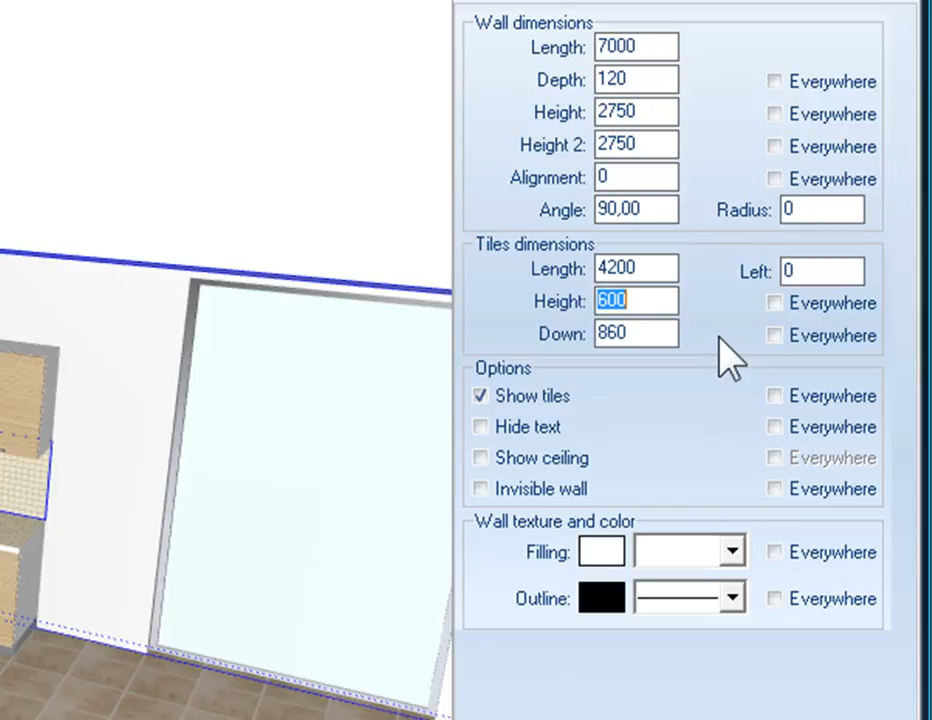 Wall dimensions
Length: 7000
Depth: 120 Everywhere
Height: 2750 Everywhere
Height 2: 2750 Everywhere
Alignment: 0 Everywhere
Angle: 90,00 Radius: 0
Tiles dimensions
Length: 4200 Left: 0
Height: 600 Everywhere
Down: 860 Everywhere
Options
Show tiles Everywhere
Hide text Everywhere
Show ceiling Everywhere
Invisible wall Everywhere
Wall texture and color
Filling: Everywhere
Outline: Everywhere